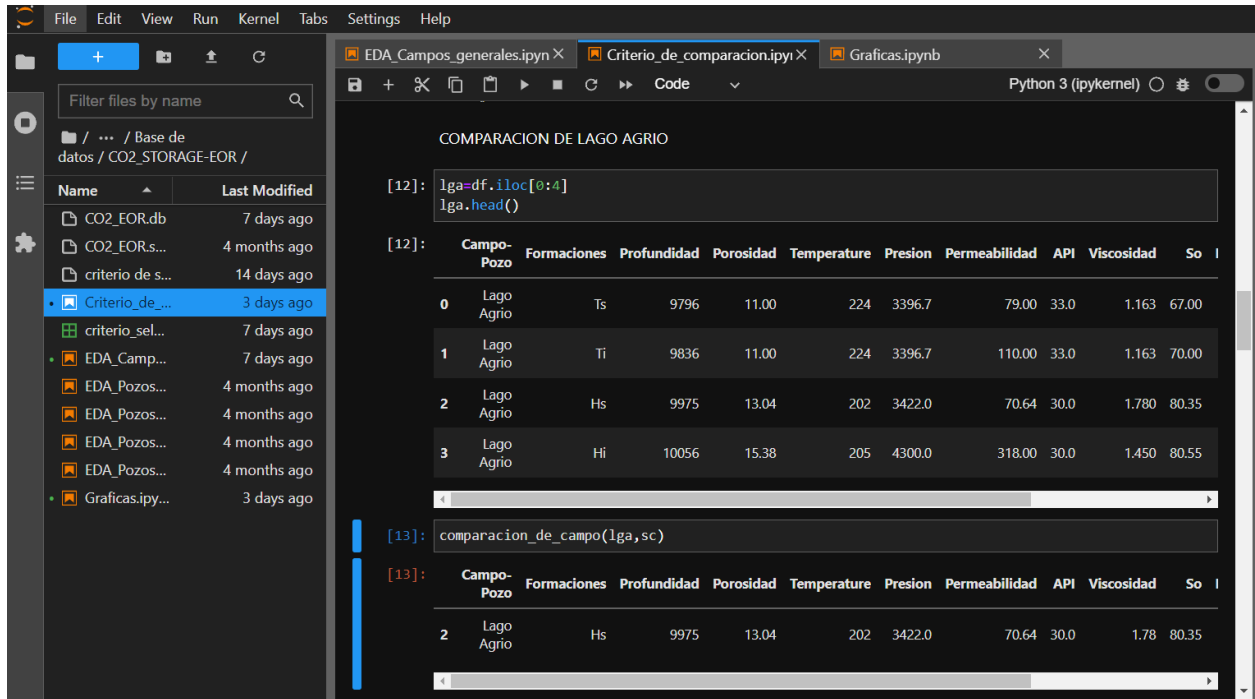 File Edit View Run Kernel Tabs Settings Help
Filter files by name
/ ··· / Base de
datos / CO2_STORAGE-EOR /
Name Last Modified
CO2_EOR.db 7 days ago
CO2_EOR.s... 4 months ago
criterio de s... 14 days ago
Criterio_de_... 3 days ago
criterio_sel... 7 days ago
EDA_Camp... 7 days ago
EDA_Pozos... 4 months ago
EDA_Pozos... 4 months ago
EDA_Pozos... 4 months ago
EDA_Pozos... 4 months ago
Graficas.ipy... 3 days ago
EDA_Campos_generales.ipyn Criterio_de_comparacion.ipy Graficas.ipynb
Code Python 3 (ipykernel)
COMPARACION DE LAGO AGRIO
[12]: lga=df.iloc[0:4]
lga.head()
[12]: Campo-Pozo Formaciones Profundidad Porosidad Temperature Presion Permeabilidad API Viscosidad So
0 Lago Agrio Ts 9796 11.00 224 3396.7 79.00 33.0 1.163 67.00
1 Lago Agrio Ti 9836 11.00 224 3396.7 110.00 33.0 1.163 70.00
2 Lago Agrio Hs 9975 13.04 202 3422.0 70.64 30.0 1.780 80.35
3 Lago Agrio Hi 10056 15.38 205 4300.0 318.00 30.0 1.450 80.55
[13]: comparacion_de_campo(lga,sc)
[13]: Campo-Pozo Formaciones Profundidad Porosidad Temperature Presion Permeabilidad API Viscosidad So
2 Lago Agrio Hs 9975 13.04 202 3422.0 70.64 30.0 1.78 80.35